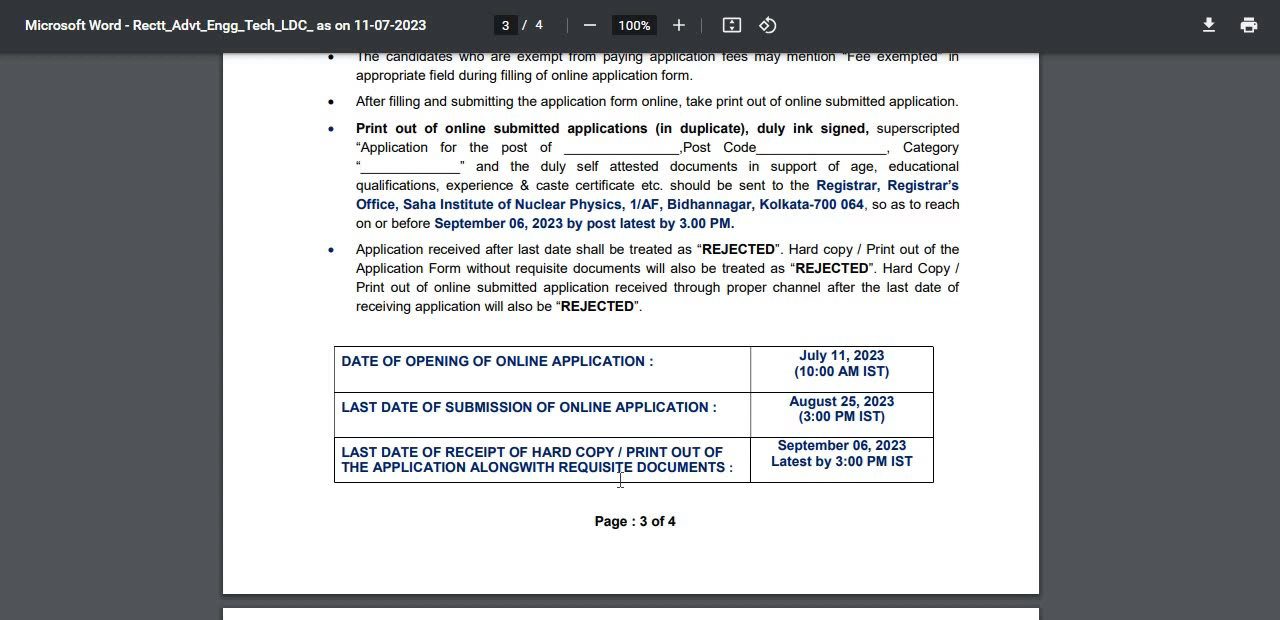 Microsoft Word - Rectt_Advt_Engg_Tech_LDC_ as on 11-07-2023
3 / 4
100%
The candidates who are exempt from paying application fees may mention “Fee exempted” in
appropriate field during filling of online application form.
After filling and submitting the application form online, take print out of online submitted application.
Print out of online submitted applications (in duplicate), duly ink signed, superscripted
“Application for the post of _______________,Post Code_________________, Category
“_____________” and the duly self attested documents in support of age, educational
qualifications, experience & caste certificate etc. should be sent to the Registrar, Registrar’s
Office, Saha Institute of Nuclear Physics, 1/AF, Bidhannagar, Kolkata-700 064, so as to reach
on or before September 06, 2023 by post latest by 3.00 PM.
Application received after last date shall be treated as “REJECTED”. Hard copy / Print out of the
Application Form without requisite documents will also be treated as “REJECTED”. Hard Copy /
Print out of online submitted application received through proper channel after the last date of
receiving application will also be “REJECTED”.
DATE OF OPENING OF ONLINE APPLICATION :
July 11, 2023
(10:00 AM IST)
LAST DATE OF SUBMISSION OF ONLINE APPLICATION :
August 25, 2023
(3:00 PM IST)
LAST DATE OF RECEIPT OF HARD COPY / PRINT OUT OF
THE APPLICATION ALONGWITH REQUISITE DOCUMENTS :
September 06, 2023
Latest by 3:00 PM IST
Page : 3 of 4